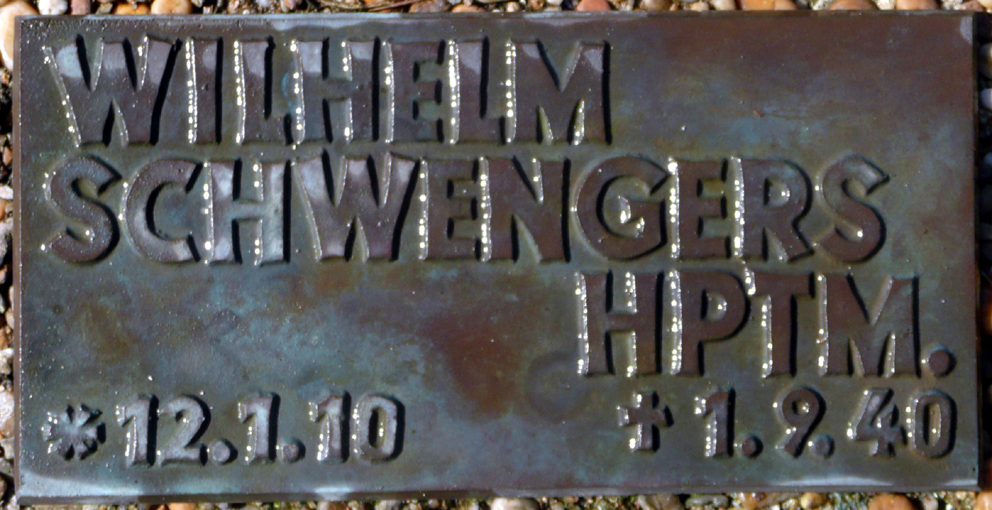 WILHELM
SCHWENGERS
HPTM.
* 12.1.10 + 1.9.40